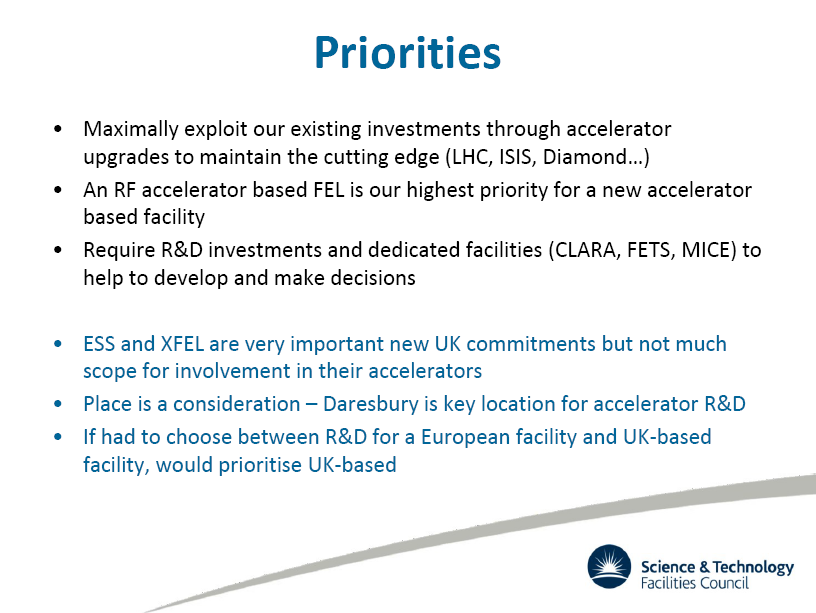 Priorities
• Maximally exploit our existing investments through accelerator
upgrades to maintain the cutting edge (LHC, ISIS, Diamond…)
• An RF accelerator based FEL is our highest priority for a new accelerator
based facility
• Require R&D investments and dedicated facilities (CLARA, FETS, MICE) to
help to develop and make decisions
• ESS and XFEL are very important new UK commitments but not much
scope for involvement in their accelerators
• Place is a consideration – Daresbury is key location for accelerator R&D
• If had to choose between R&D for a European facility and UK-based
facility, would prioritise UK-based
Science & Technology
Facilities Council